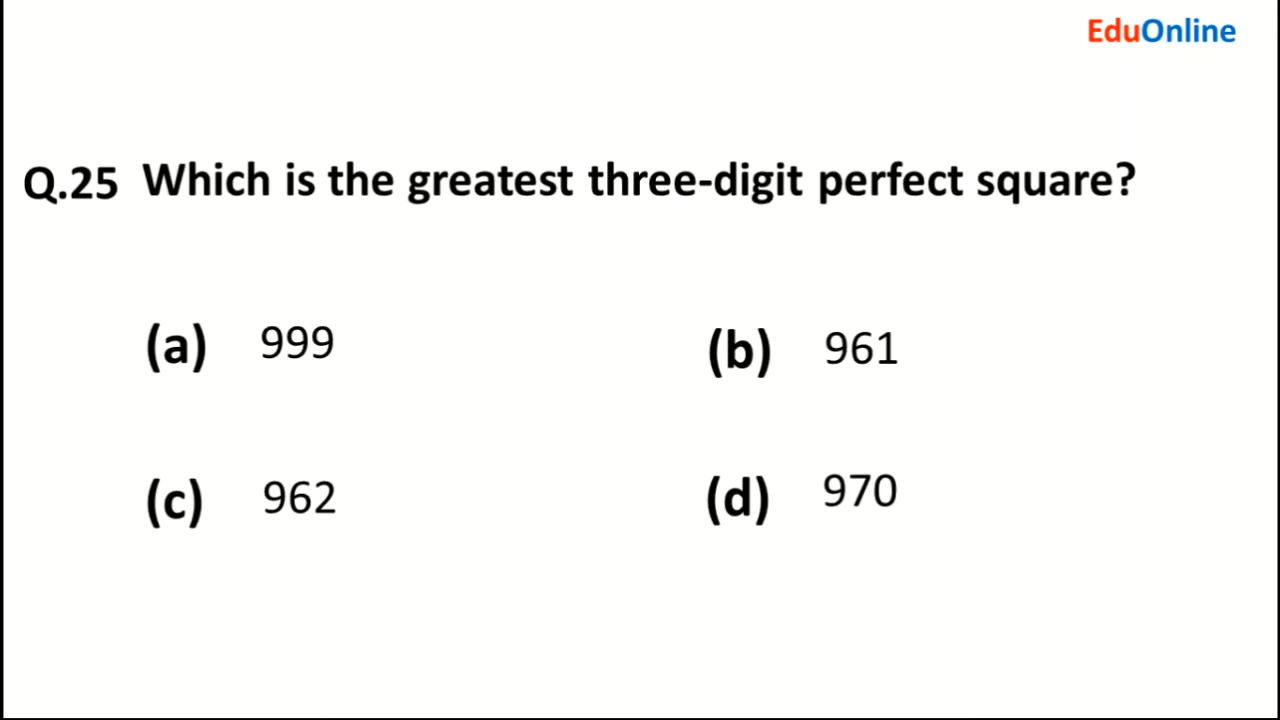 EduOnline
Q.25 Which is the greatest three-digit perfect square?
(a) 999 (b) 961
(c) 962 (d) 970